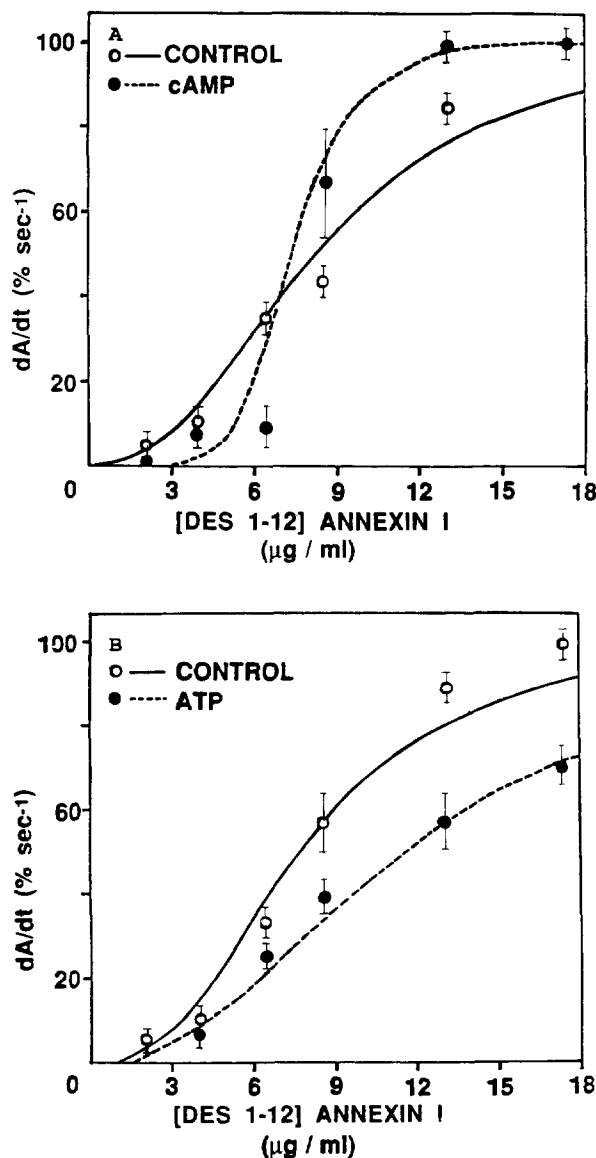 A
CONTROL
cAMP
100
60
20
0
3
6
9
12
15
18
dA/dt (% sec-1)
[DES 1-12] ANNEXIN I
(μg / ml)
B
CONTROL
ATP
100
60
20
0
3
6
9
12
15
18
dA/dt (% sec-1)
[DES 1-12] ANNEXIN I
(μg / ml)